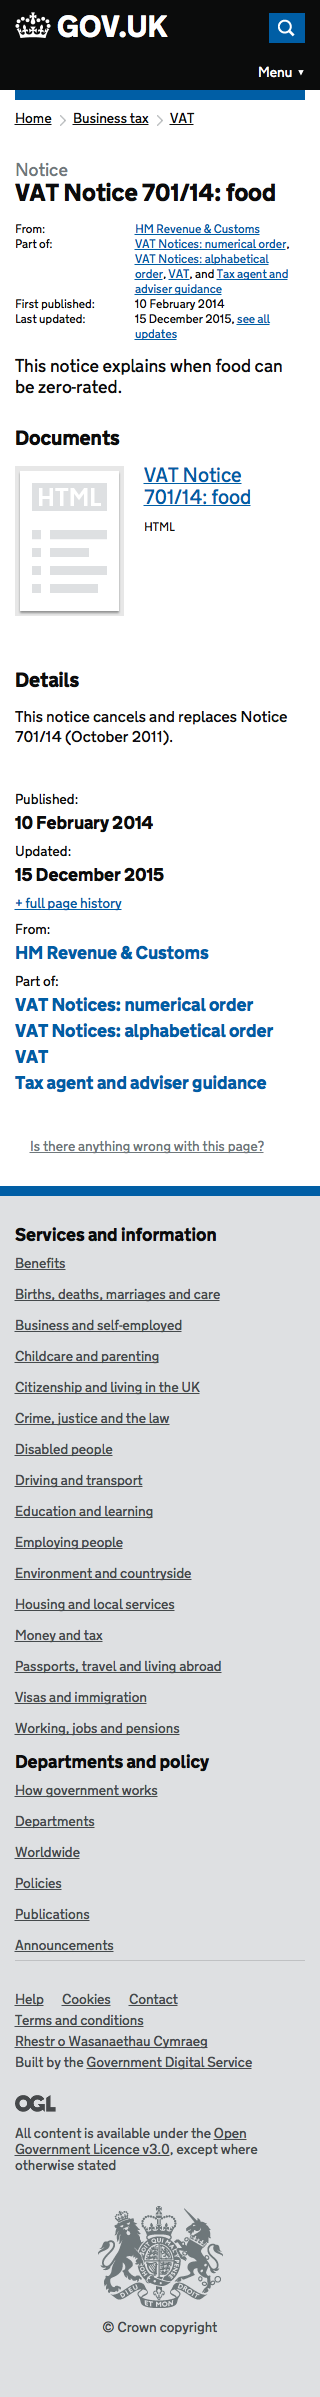 GOV.UK
Menu ▼
Home > Business tax > VAT
Notice
VAT Notice 701/14: food
From: HM Revenue & Customs
Part of: VAT Notices: numerical order,
VAT Notices: alphabetical
order, VAT, and Tax agent and
adviser guidance
First published: 10 February 2014
Last updated: 15 December 2015, see all
updates
This notice explains when food can
be zero-rated.
Documents
HTML
VAT Notice
701/14: food
HTML
Details
This notice cancels and replaces Notice
701/14 (October 2011).
Published:
10 February 2014
Updated:
15 December 2015
+ full page history
From:
HM Revenue & Customs
Part of:
VAT Notices: numerical order
VAT Notices: alphabetical order
VAT
Tax agent and adviser guidance
Is there anything wrong with this page?
Services and information
Benefits
Births, deaths, marriages and care
Business and self-employed
Childcare and parenting
Citizenship and living in the UK
Crime, justice and the law
Disabled people
Driving and transport
Education and learning
Employing people
Environment and countryside
Housing and local services
Money and tax
Passports, travel and living abroad
Visas and immigration
Working, jobs and pensions
Departments and policy
How government works
Departments
Worldwide
Policies
Publications
Announcements
Help Cookies Contact
Terms and conditions
Rhestr o Wasanaethau Cymraeg
Built by the Government Digital Service
OGL
All content is available under the Open
Government Licence v3.0, except where
otherwise stated
DIEU ET MON DROIT
© Crown copyright